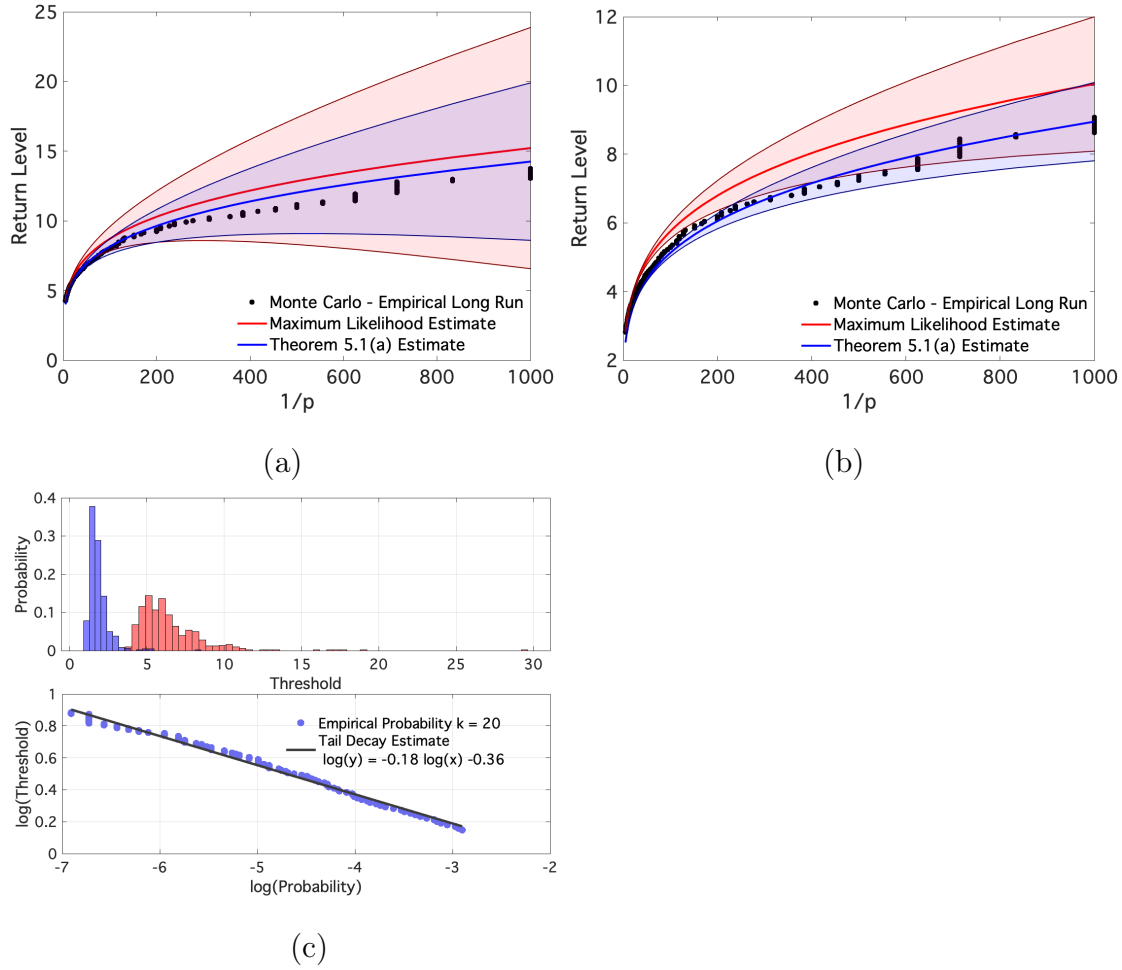 25
20
15
10
5
0
Return Level
0 200 400 600 800 1000
1/p
Monte Carlo - Empirical Long Run
Maximum Likelihood Estimate
Theorem 5.1(a) Estimate
(a)
12
10
8
6
4
2
Return Level
0 200 400 600 800 1000
1/p
Monte Carlo - Empirical Long Run
Maximum Likelihood Estimate
Theorem 5.1(a) Estimate
(b)
0.4
0.3
0.2
0.1
0
Probability
0 5 10 15 20 25 30
Threshold
1
0.8
0.6
0.4
0.2
0
log(Threshold)
-7 -6 -5 -4 -3 -2
log(Probability)
Empirical Probability k = 20
Tail Decay Estimate
log(y) = -0.18 log(x) -0.36
(c)